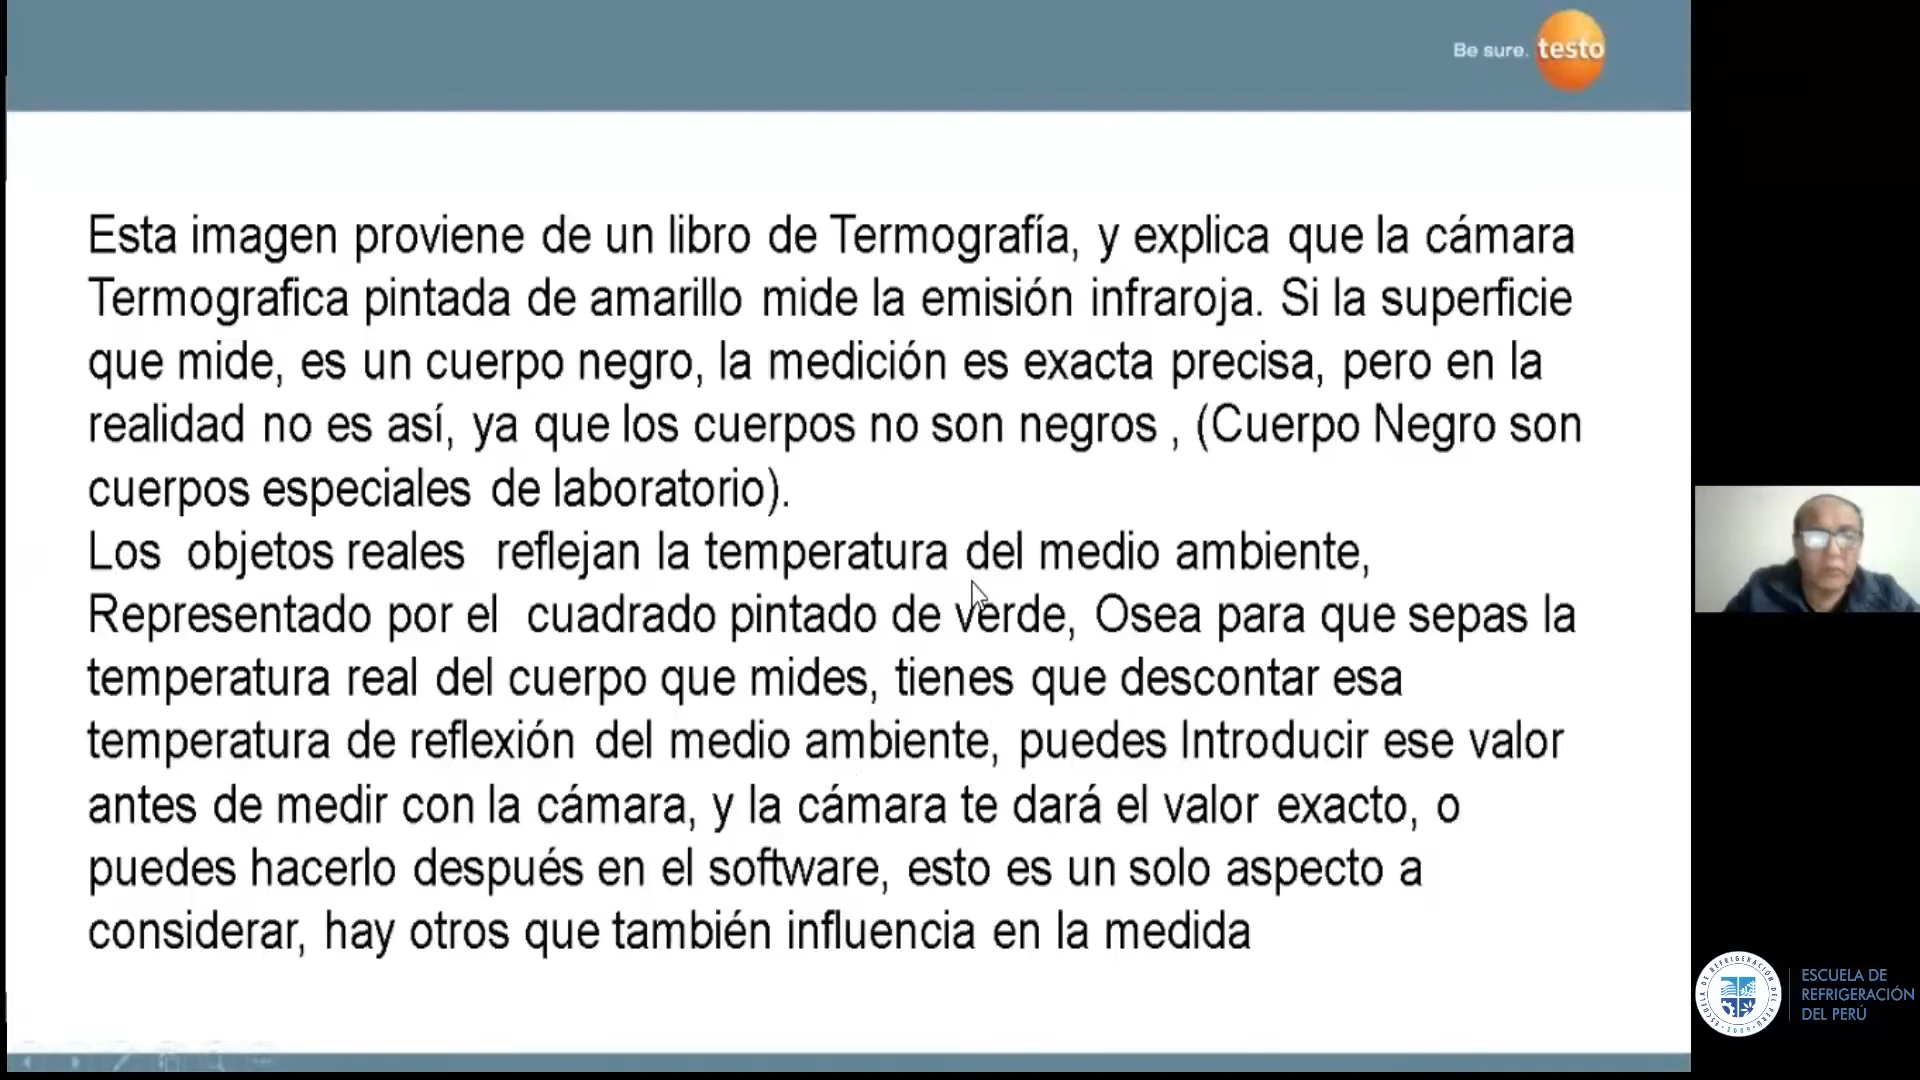 Be sure. testo
Esta imagen proviene de un libro de Termografía, y explica que la cámara
Termografica pintada de amarillo mide la emisión infraroja. Si la superficie
que mide, es un cuerpo negro, la medición es exacta precisa, pero en la
realidad no es así, ya que los cuerpos no son negros , (Cuerpo Negro son
cuerpos especiales de laboratorio).
Los objetos reales reflejan la temperatura del medio ambiente,
Representado por el cuadrado pintado de verde, Osea para que sepas la
temperatura real del cuerpo que mides, tienes que descontar esa
temperatura de reflexión del medio ambiente, puedes Introducir ese valor
antes de medir con la cámara, y la cámara te dará el valor exacto, o
puedes hacerlo después en el software, esto es un solo aspecto a
considerar, hay otros que también influencia en la medida
ESCUELA DE REFRIGERACIÓN DEL PERÚ
2009
ESCUELA DE
REFRIGERACIÓN
DEL PERÚ